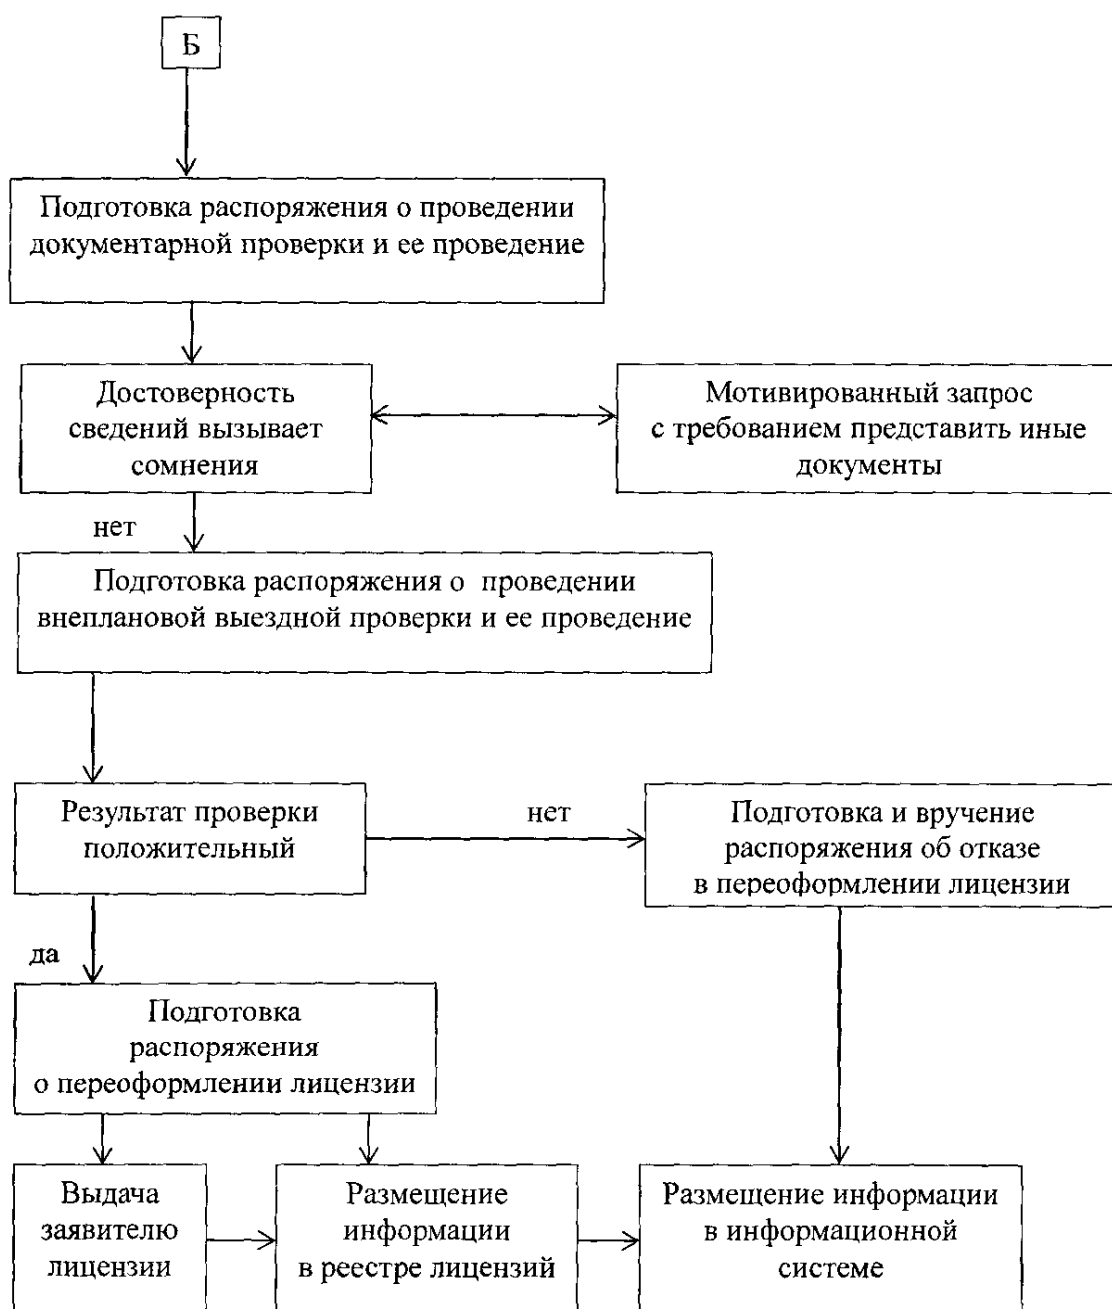 Б
Подготовка распоряжения о проведении
документарной проверки и ее проведение
Достоверность
сведений вызывает
сомнения
Мотивированный запрос
с требованием представить иные
документы
нет
Подготовка распоряжения о проведении
внеплановой выездной проверки и ее проведение
Результат проверки
положительный
нет
Подготовка и вручение
распоряжения об отказе
в переоформлении лицензии
да
Подготовка
распоряжения
о переоформлении лицензии
Выдача
заявителю
лицензии
Размещение
информации
в реестре лицензий
Размещение информации
в информационной
системе